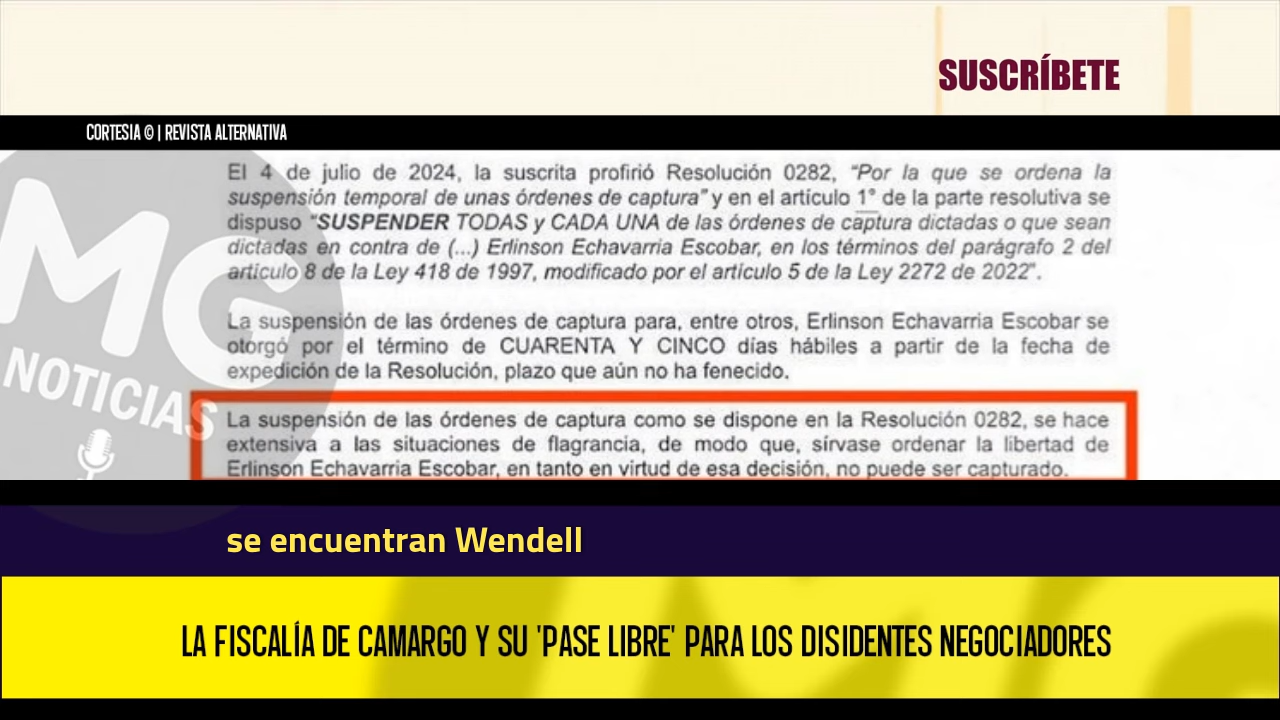 SUSCRÍBETE
CORTESIA © | REVISTA ALTERNATIVA
El 4 de julio de 2024, la suscrita profirió Resolución 0282, "Por la que se ordena la
suspensión temporal de unas órdenes de captura" y en el artículo 1° de la parte resolutiva se
dispuso "SUSPENDER TODAS y CADA UNA de las órdenes de captura dictadas o que sean
dictadas en contra de (...) Erlinson Echavarria Escobar, en los términos del parágrafo 2 del
artículo 8 de la Ley 418 de 1997, modificado por el artículo 5 de la Ley 2272 de 2022".
La suspensión de las órdenes de captura para, entre otros, Erlinson Echavarria Escobar se
otorgó por el término de CUARENTA Y CINCO días hábiles a partir de la fecha de
expedición de la Resolución, plazo que aún no ha fenecido.
La suspensión de las órdenes de captura como se dispone en la Resolución 0282, se hace
extensiva a las situaciones de flagrancia, de modo que, sírvase ordenar la libertad de
Erlinson Echavarria Escobar, en tanto en virtud de esa decisión, no puede ser capturado.
MG
NOTICIAS
se encuentran Wendell
LA FISCALÍA DE CAMARGO Y SU 'PASE LIBRE' PARA LOS DISIDENTES NEGOCIADORES